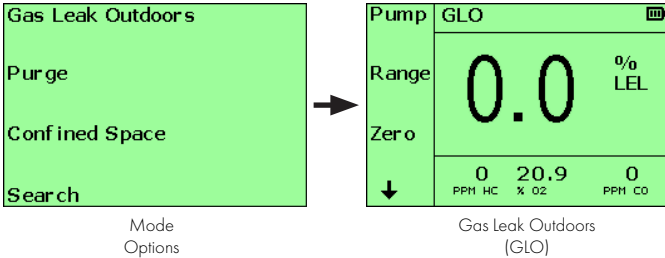 Gas Leak Outdoors
Purge
Confined Space
Search
Mode
Options
Pump GLO
Range
Zero
0.0 % LEL
0 20.9 0
PPM HC % O2 PPM CO
Gas Leak Outdoors
(GLO)